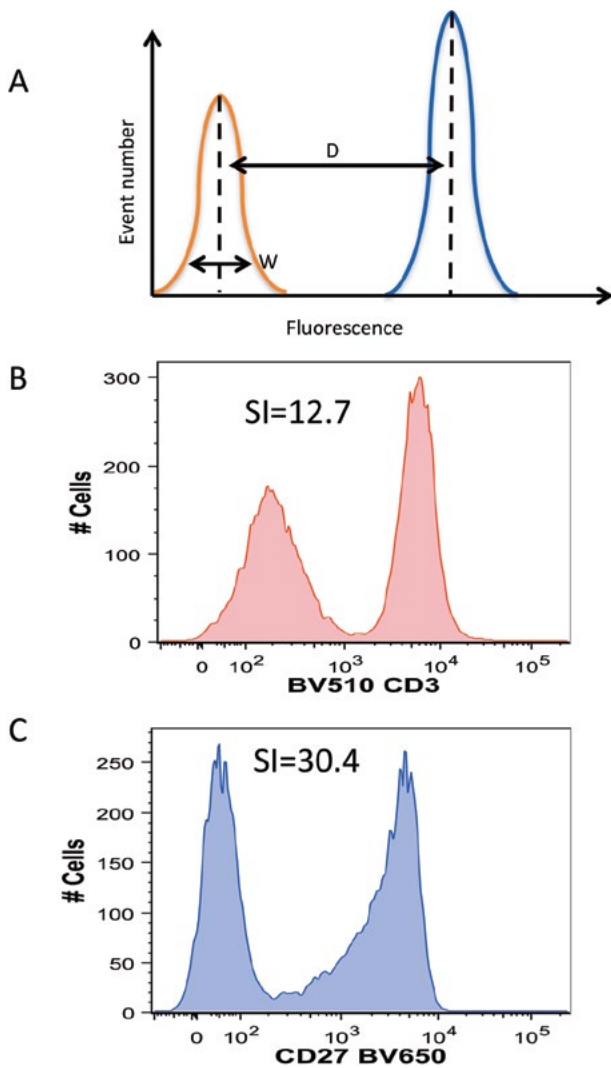 A
Event number
D
W
Fluorescence
B
SI=12.7
# Cells
300
200
100
0
0 10² 10³ 10⁴ 10⁵
BV510 CD3
C
SI=30.4
# Cells
250
200
150
100
50
0
0 10² 10³ 10⁴ 10⁵
CD27 BV650